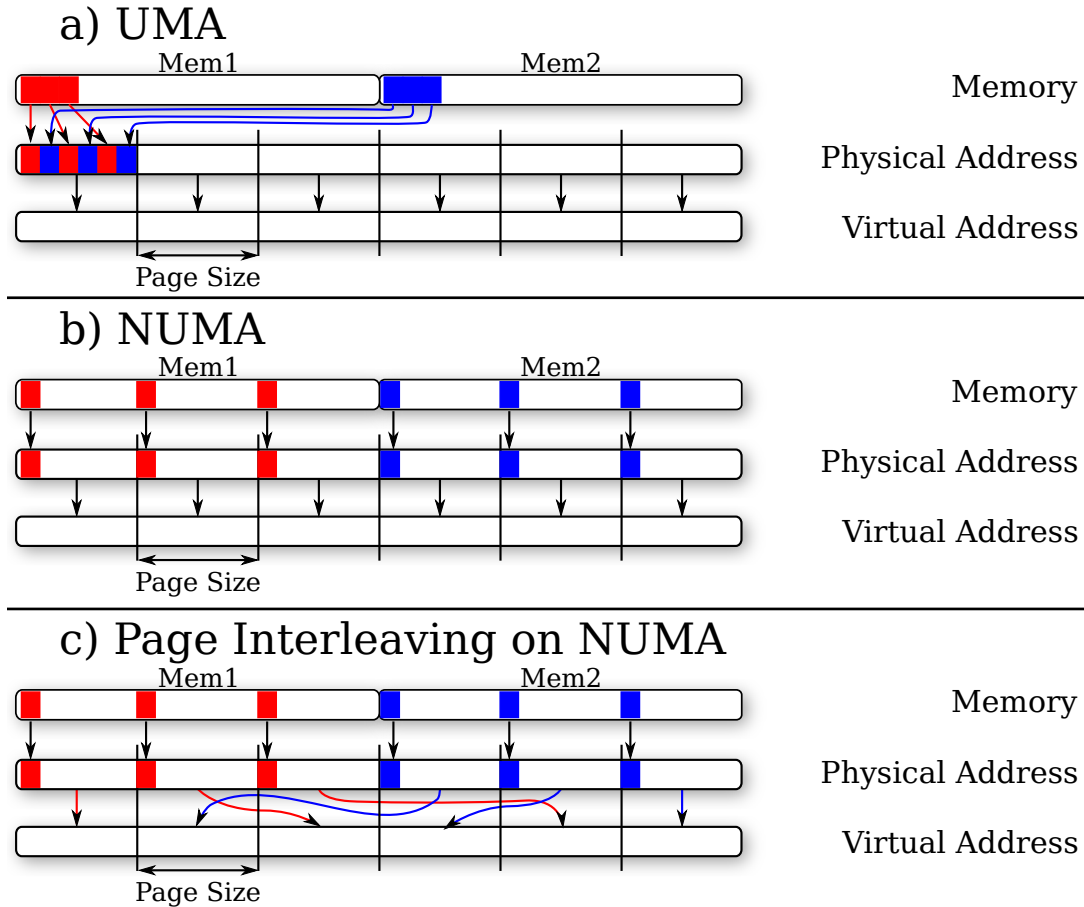 a) UMA
Mem1 Mem2
Memory
Physical Address
Virtual Address
Page Size
b) NUMA
Mem1 Mem2
Memory
Physical Address
Virtual Address
Page Size
c) Page Interleaving on NUMA
Mem1 Mem2
Memory
Physical Address
Virtual Address
Page Size